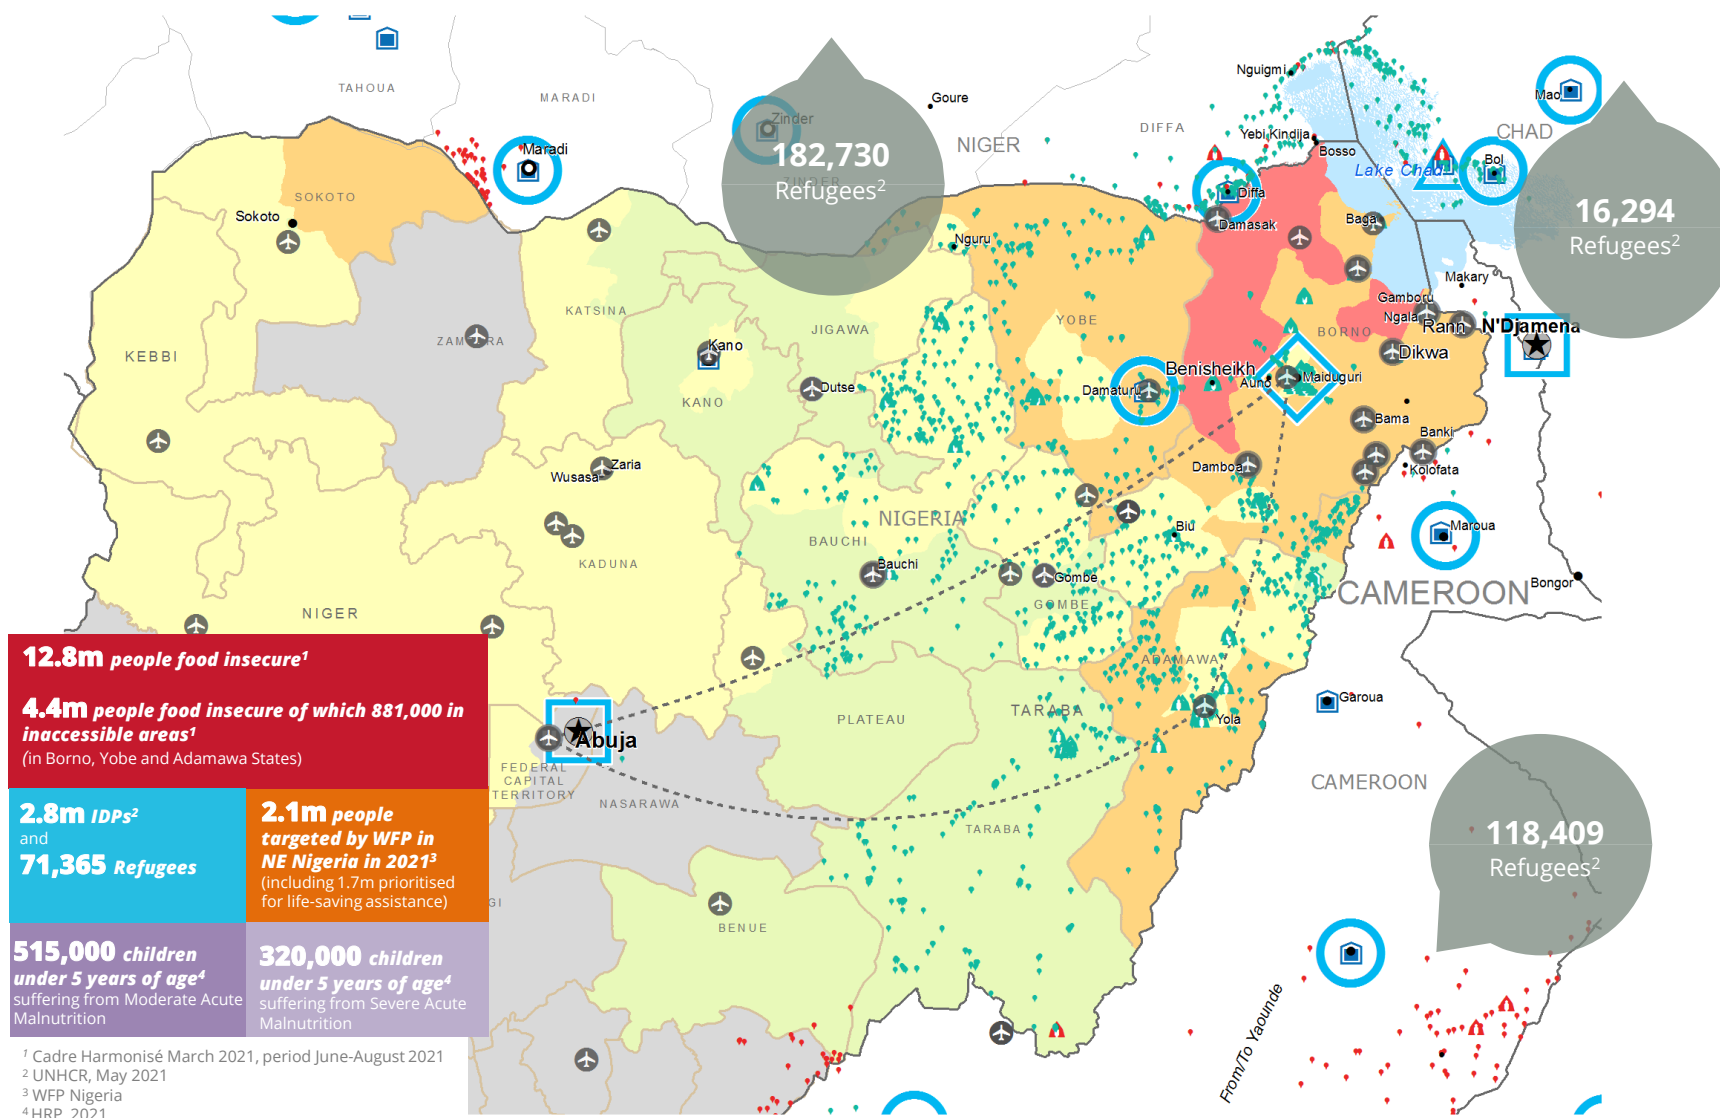 TAHOUA
MARADI
Goure
Nguigmi
Mao
CHAD
Zinder
182,730
Refugees²
ZINDER
NIGER
DIFFA
Yebi Kindija
Bosso
Lake Chad
Bol
Maradi
Diffa
Damasak
Baga
16,294
Refugees²
SOKOTO
Sokoto
Nguru
Makary
Gamboru
Ngala
Rann
N'Djamena
KATSINA
JIGAWA
YOBE
BORNO
KEBBI
ZAMFARA
Kano
Dikwa
Benisheikh
Auno
Maiduguri
Damaturu
Dutse
KANO
Bama
Banki
Kolofata
Damboa
Zaria
Wusasa
NIGERIA
Biu
Maroua
BAUCHI
Bauchi
KADUNA
Gombe
GOMBE
Bongor
CAMEROON
NIGER
ADAMAWA
Garoua
Yola
PLATEAU
TARABA
Abuja
FEDERAL
CAPITAL
TERRITORY
NASARAWA
CAMEROON
TARABA
118,409
Refugees²
GI
BENUE
From/To Yaounde
12.8m people food insecure¹
4.4m people food insecure of which 881,000 in
inaccessible areas¹
(in Borno, Yobe and Adamawa States)
2.8m IDPs²
and
71,365 Refugees
2.1m people
targeted by WFP in
NE Nigeria in 2021³
(including 1.7m prioritised
for life-saving assistance)
515,000 children
under 5 years of age⁴
suffering from Moderate Acute
Malnutrition
320,000 children
under 5 years of age⁴
suffering from Severe Acute
Malnutrition
¹ Cadre Harmonisé March 2021, period June-August 2021
² UNHCR, May 2021
³ WFP Nigeria
⁴ HRP, 2021